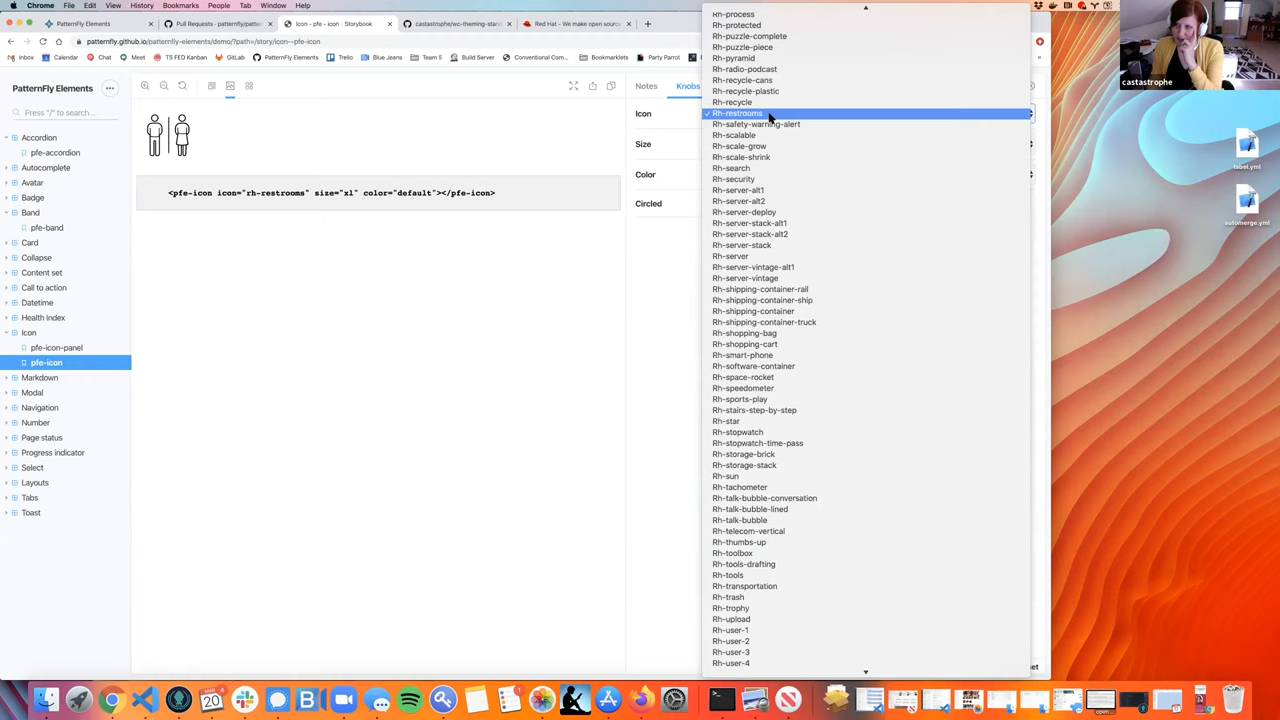 Chrome File Edit View History Bookmarks People Tab Window Help
PatternFly Elements
Pull Requests · patternfly/patt
Icon - pfe - icon · Storybook
castastrophe/wc-theming-star
Red Hat - We make open sourc
patternfly.github.io/patternfly-elements/demo/?path=/story/icon--pfe-icon
Inbox Calendar Chat Meet TS FED Kanban GitLab PatternFly Elements Trello Blue Jeans Team 5 Build Server Conventional Com... Bookmarklets Party Parrot
castastrophe
PatternFly Elements
Press "/" to search...
Accordion
pfe-accordion
Autocomplete
Avatar
Badge
Band
pfe-band
Card
Collapse
Content set
Call to action
Datetime
Health Index
Icon
pfe-icon-panel
pfe-icon
Markdown
Modal
Navigation
Number
Page status
Progress indicator
Select
Layouts
Tabs
Toast
<pfe-icon icon="rh-restrooms" size="xl" color="default"></pfe-icon>
Notes Knobs
Icon
Size
Color
Circled
Rh-process
Rh-protected
Rh-puzzle-complete
Rh-puzzle-piece
Rh-pyramid
Rh-radio-podcast
Rh-recycle-cans
Rh-recycle-plastic
Rh-recycle
✓ Rh-restrooms
Rh-safety-warning-alert
Rh-scalable
Rh-scale-grow
Rh-scale-shrink
Rh-search
Rh-security
Rh-server-alt1
Rh-server-alt2
Rh-server-deploy
Rh-server-stack-alt1
Rh-server-stack-alt2
Rh-server-stack
Rh-server
Rh-server-vintage-alt1
Rh-server-vintage
Rh-shipping-container-rail
Rh-shipping-container-ship
Rh-shipping-container
Rh-shipping-container-truck
Rh-shopping-bag
Rh-shopping-cart
Rh-smart-phone
Rh-software-container
Rh-space-rocket
Rh-speedometer
Rh-sports-play
Rh-stairs-step-by-step
Rh-star
Rh-stopwatch
Rh-stopwatch-time-pass
Rh-storage-brick
Rh-storage-stack
Rh-sun
Rh-tachometer
Rh-talk-bubble-conversation
Rh-talk-bubble-lined
Rh-talk-bubble
Rh-telecom-vertical
Rh-thumbs-up
Rh-toolbox
Rh-tools-drafting
Rh-tools
Rh-transportation
Rh-trash
Rh-trophy
Rh-upload
Rh-user-1
Rh-user-2
Rh-user-3
Rh-user-4
label.yml
automerge.yml
20